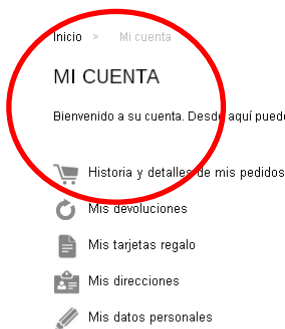 Inicio > Mi cuenta
MI CUENTA
Bienvenido a su cuenta. Desde aquí puede
Historia y detalles de mis pedidos
Mis devoluciones
Mis tarjetas regalo
Mis direcciones
Mis datos personales